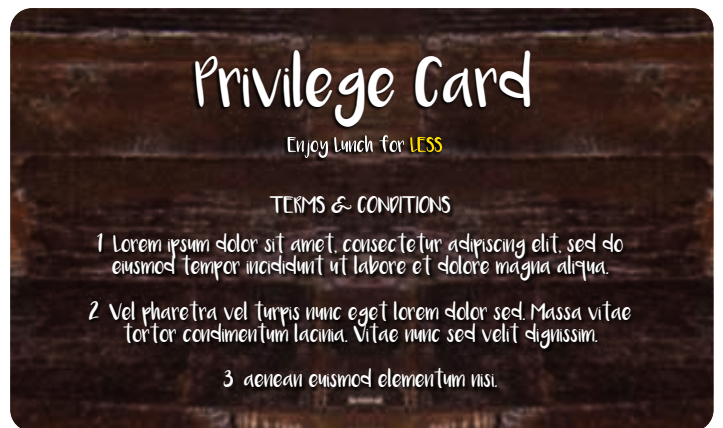 Privilege Card
Enjoy Lunch for LESS
TERMS & CONDITIONS
1 Lorem ipsum dolor sit amet, consectetur adipiscing elit, sed do
eiusmod tempor incididunt ut labore et dolore magna aliqua.
2 Vel pharetra vel turpis nunc eget lorem dolor sed. Massa vitae
tortor condimentum lacinia. Vitae nunc sed velit dignissim.
3 aenean euismod elementum nisi.